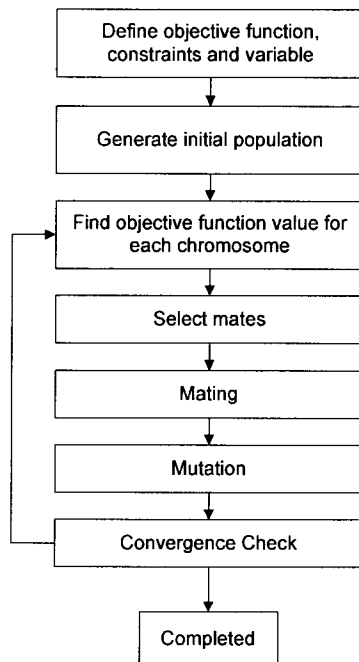 Define objective function,
constraints and variable
Generate initial population
Find objective function value for
each chromosome
Select mates
Mating
Mutation
Convergence Check
Completed